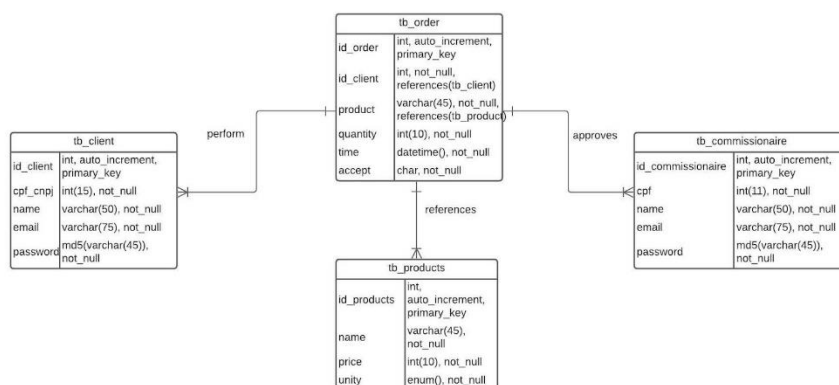 tb_order
id_order int, auto_increment,
primary_key
id_client int, not_null,
references(tb_client)
product varchar(45), not_null,
references(tb_product)
quantity int(10), not_null
time datetime(), not_null
accept char, not_null
perform
approves
references
tb_client
id_client int, auto_increment,
primary_key
cpf_cnpj int(15), not_null
name varchar(50), not_null
email varchar(75), not_null
password md5(varchar(45)),
not_null
tb_commissionaire
id_commissionaire int, auto_increment,
primary_key
cpf int(11), not_null
name varchar(50), not_null
email varchar(75), not_null
password md5(varchar(45)),
not_null
tb_products
id_products int,
auto_increment,
primary_key
name varchar(45),
not_null
price int(10), not_null
unity enum(), not_null